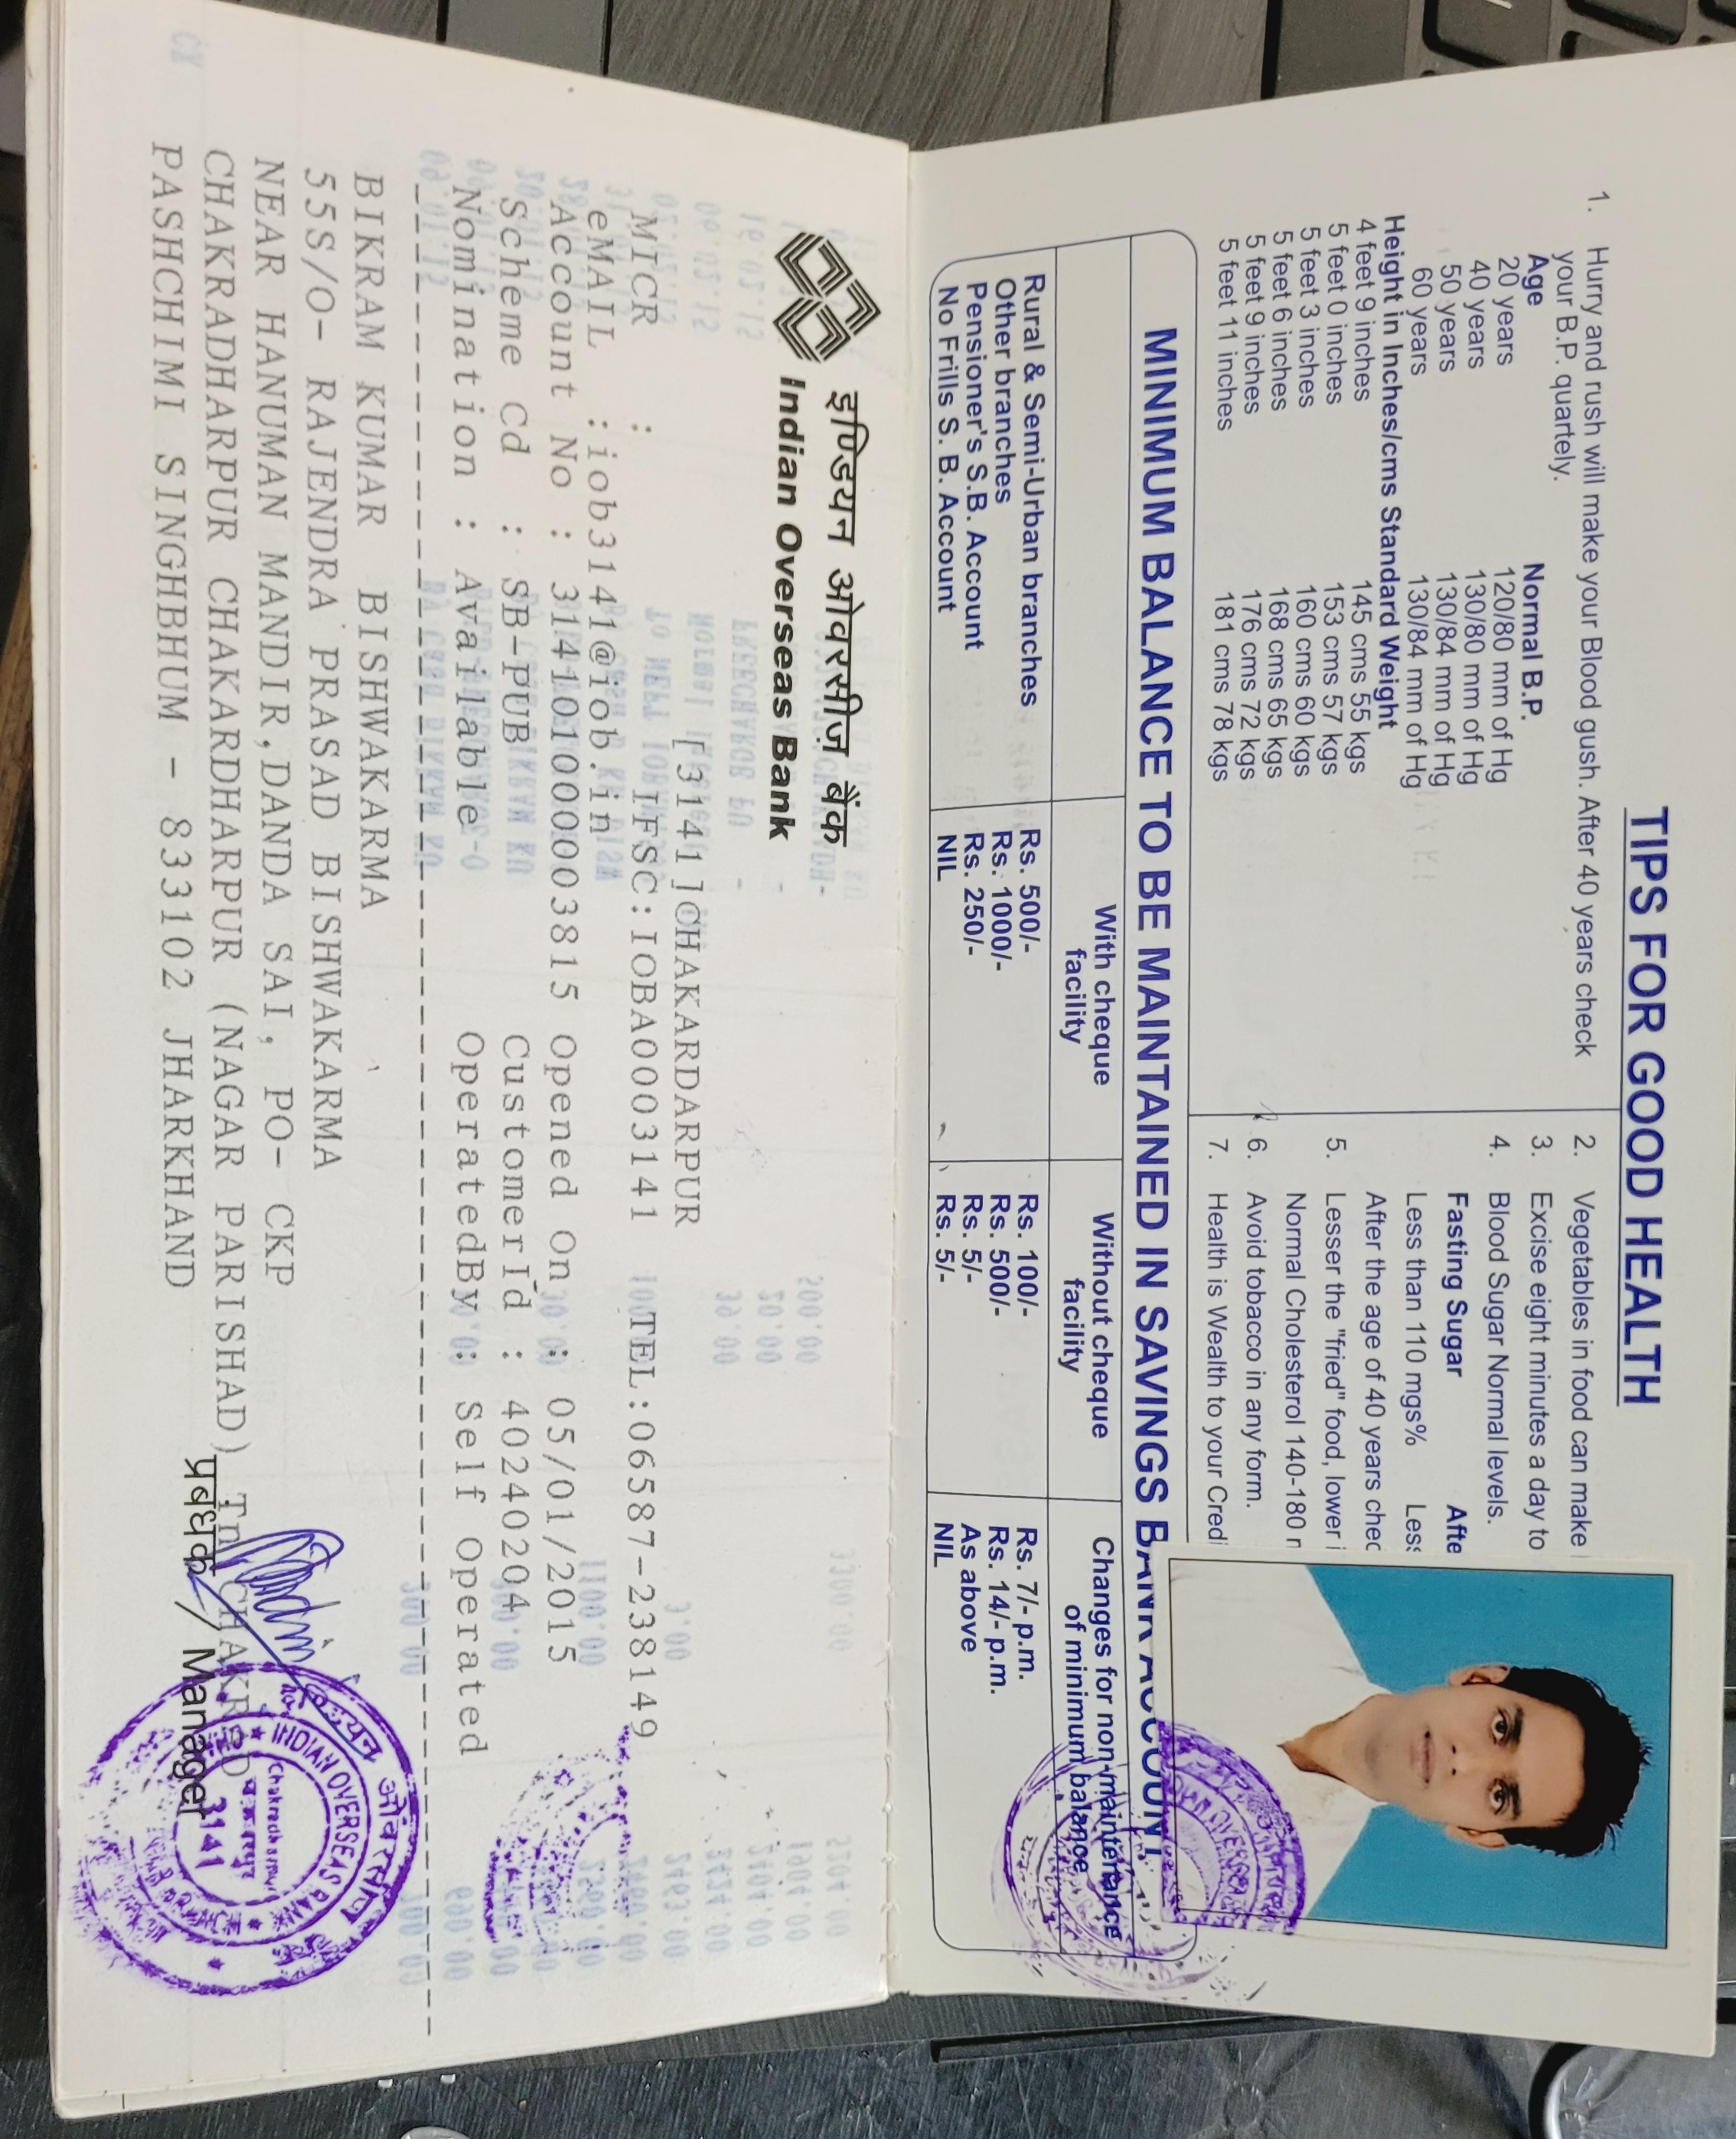 TIPS FOR GOOD HEALTH
1. Hurry and rush will make your Blood gush. After 40 years check
your B.P. quartely.
Age Normal B.P.
20 years 120/80 mm of Hg
40 years 130/80 mm of Hg
50 years 130/84 mm of Hg
60 years 130/84 mm of Hg
Height in Inches/cms Standard Weight
4 feet 9 inches 145 cms 55 kgs
5 feet 0 inches 153 cms 57 kgs
5 feet 3 inches 160 cms 60 kgs
5 feet 6 inches 168 cms 65 kgs
5 feet 9 inches 176 cms 72 kgs
5 feet 11 inches 181 cms 78 kgs
2. Vegetables in food can make
3. Excise eight minutes a day to
4. Blood Sugar Normal levels.
Fasting Sugar
Less than 110 mgs%
After the age of 40 years
5. Lesser the "fried" food, lower
Normal Cholesterol 140-180
6. Avoid tobacco in any form.
7. Health is Wealth to your
MINIMUM BALANCE TO BE MAINTAINED IN SAVINGS BANK ACCOUNT
With cheque facility Without cheque facility Changes for non-maintenance of minimum balance
Rural & Semi-Urban branches Rs. 500/- Rs. 100/- Rs. 7/- p.m.
Other branches Rs. 1000/- Rs. 500/- Rs. 14/- p.m.
Pensioner's S.B. Account Rs. 250/- Rs. 5/- As above
No Frills S. B. Account NIL Rs. 5/- NIL
इण्डियन ओवरसीज़ बैंक
Indian Overseas Bank
[3141]CHAKARDARPUR
MICR : IFSC:IOBA0003141 TEL:06587-238149
eMAIL :iob3141@iob.in
Account No : 314101000003815 Opened On : 05/01/2015
Scheme Cd : SB-PUB CustomerId : 40240204
Nomination : Available OperatedBy : Self Operated
BIKRAM KUMAR BISHWAKARMA
55S/O- RAJENDRA PRASAD BISHWAKARMA
NEAR HANUMAN MANDIR,DANDA SAI, PO- CKP
CHAKRADHARPUR CHAKARDHARPUR (NAGAR PARISHAD) Tn
PASHCHIMI SINGHBHUM - 833102 JHARKHAND
प्रबंधक / Manager
INDIAN OVERSEAS BANK
Chakradharpur
3141